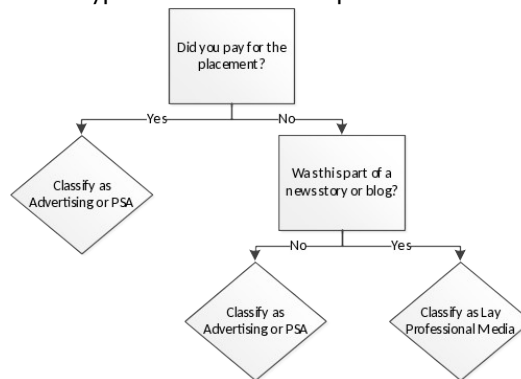 Did you pay for the
placement?
Yes
No
Classify as
Advertising or PSA
Was this part of a
news story or blog?
No
Yes
Classify as
Advertising or PSA
Classify as Lay
Professional Media